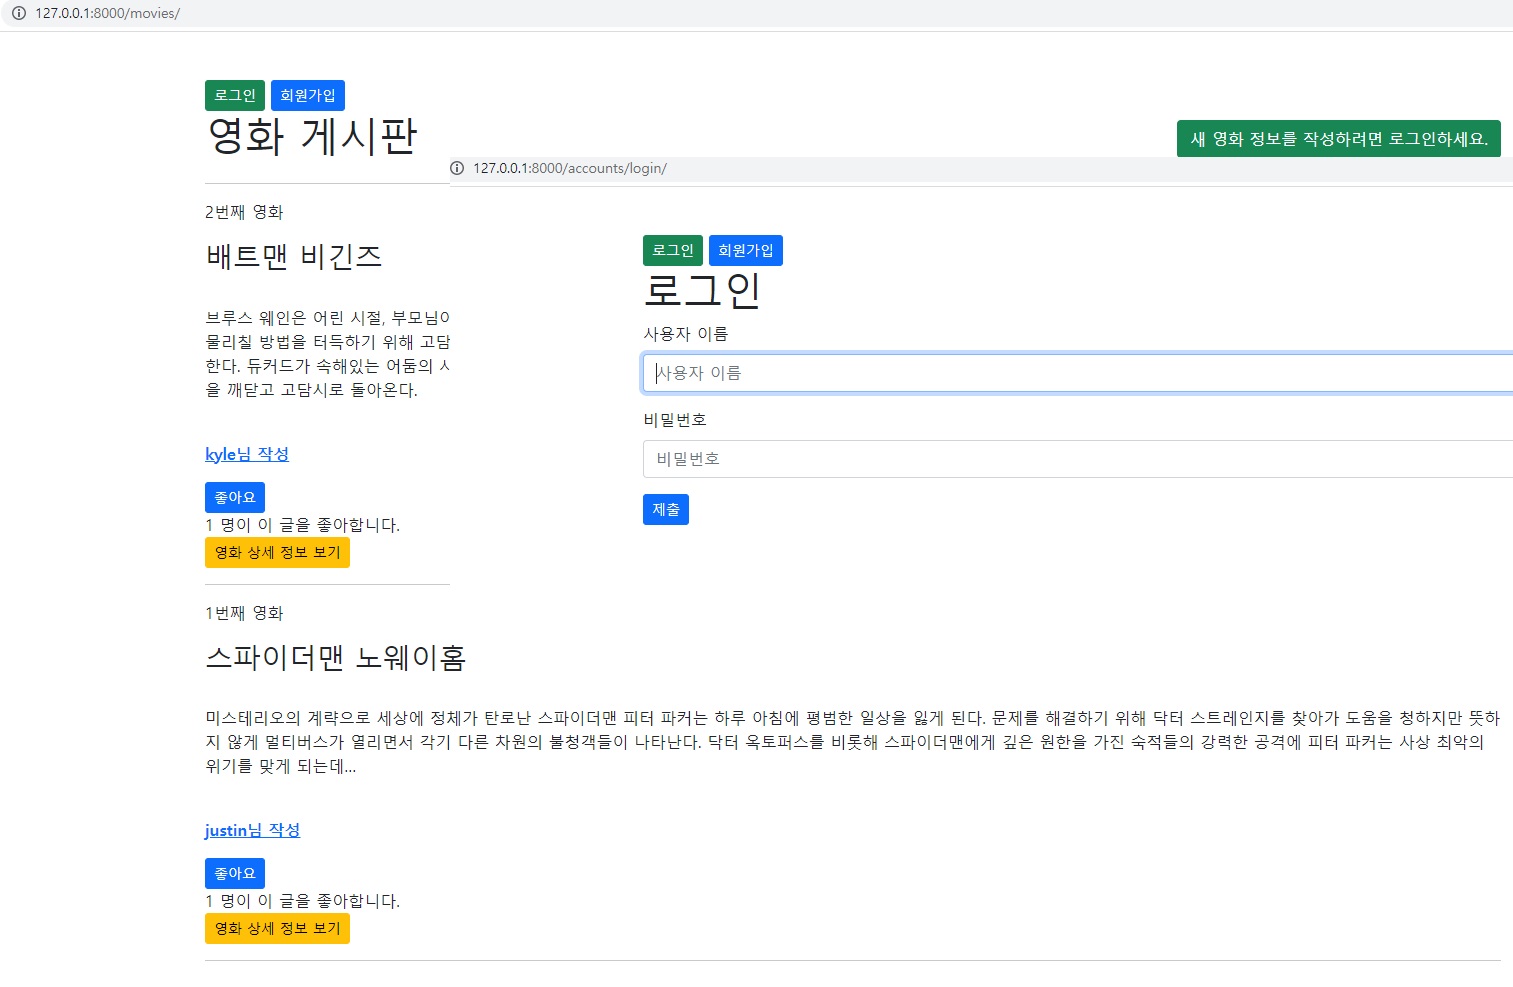 127.0.0.1:8000/movies/
로그인 회원가입
영화 게시판
새 영화 정보를 작성하려면 로그인하세요.
2번째 영화
배트맨 비긴즈
브루스 웨인은 어린 시절, 부모님이
물리칠 방법을 터득하기 위해 고담
한다. 듀커드가 속해있는 어둠의
을 깨닫고 고담시로 돌아온다.
kyle님 작성
좋아요
1 명이 이 글을 좋아합니다.
영화 상세 정보 보기
127.0.0.1:8000/accounts/login/
로그인 회원가입
로그인
사용자 이름
사용자 이름
비밀번호
비밀번호
제출
1번째 영화
스파이더맨 노웨이홈
미스테리오의 계략으로 세상에 정체가 탄로난 스파이더맨 피터 파커는 하루 아침에 평범한 일상을 잃게 된다. 문제를 해결하기 위해 닥터 스트레인지를 찾아가 도움을 청하지만 뜻하
지 않게 멀티버스가 열리면서 각기 다른 차원의 불청객들이 나타난다. 닥터 옥토퍼스를 비롯해 스파이더맨에게 깊은 원한을 가진 숙적들의 강력한 공격에 피터 파커는 사상 최악의
위기를 맞게 되는데...
justin님 작성
좋아요
1 명이 이 글을 좋아합니다.
영화 상세 정보 보기